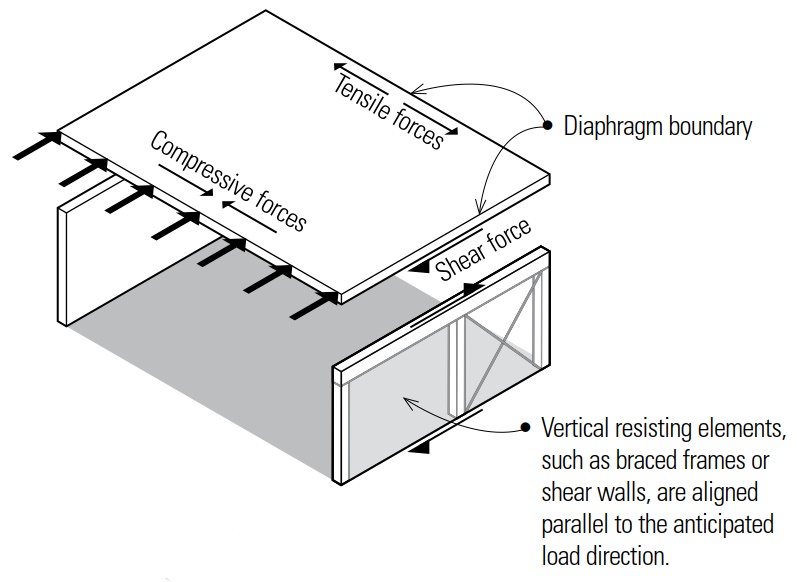 Tensile forces
Diaphragm boundary
Compressive forces
Shear force
Vertical resisting elements,
such as braced frames or
shear walls, are aligned
parallel to the anticipated
load direction.